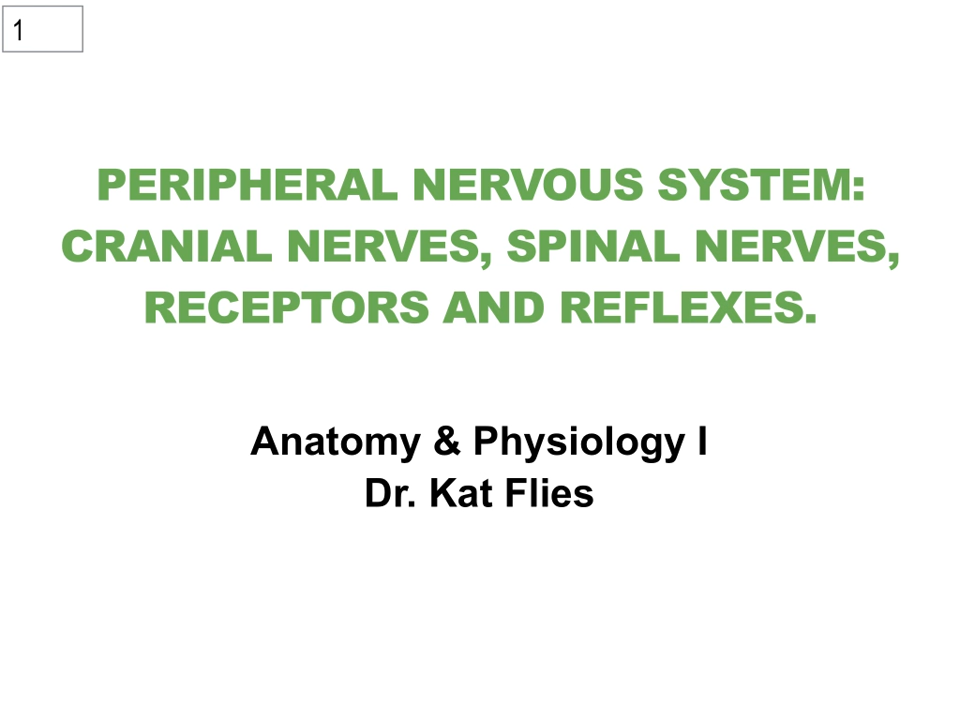 1
PERIPHERAL NERVOUS SYSTEM:
CRANIAL NERVES, SPINAL NERVES,
RECEPTORS AND REFLEXES.
Anatomy & Physiology I
Dr. Kat Flies